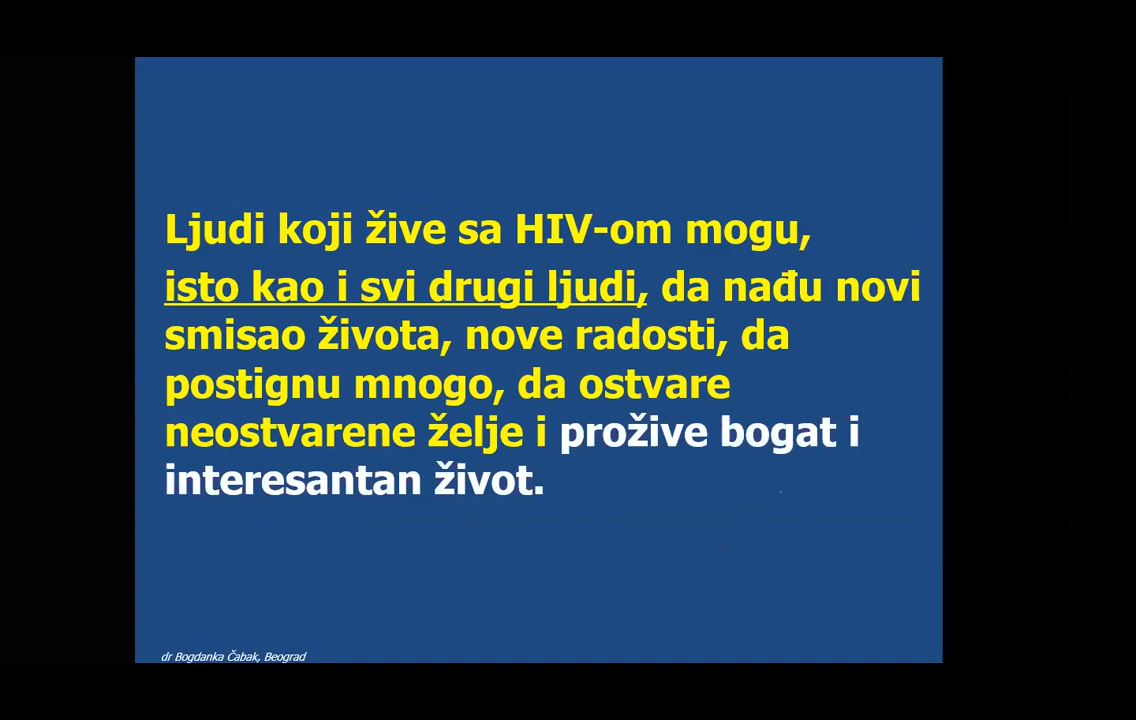 Ljudi koji žive sa HIV-om mogu,
isto kao i svi drugi ljudi, da nađu novi
smisao života, nove radosti, da
postignu mnogo, da ostvare
neostvarene želje i prožive bogat i
interesantan život.
dr Bogdanka Čabak, Beograd